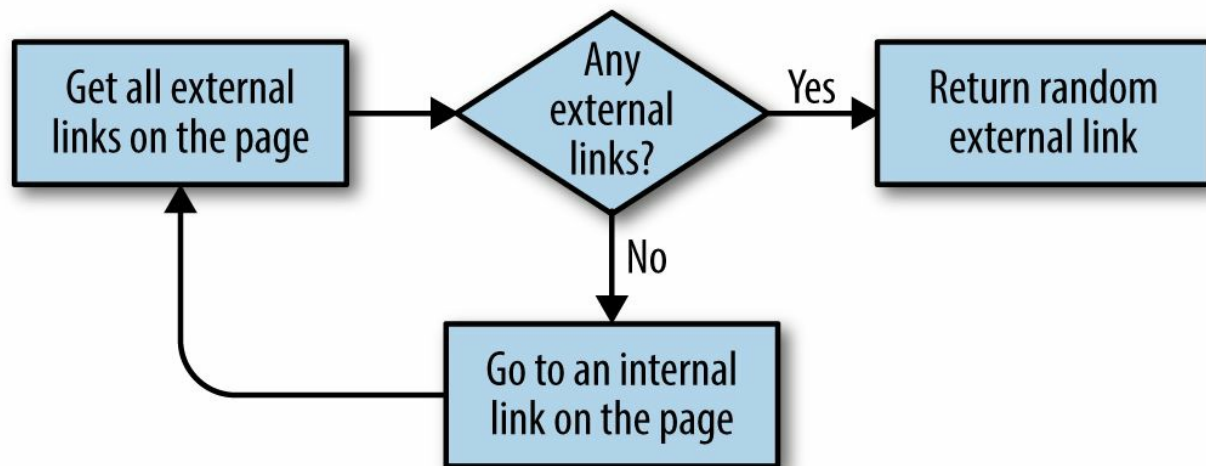 Get all external
links on the page
Any
external
links?
Yes
Return random
external link
No
Go to an internal
link on the page